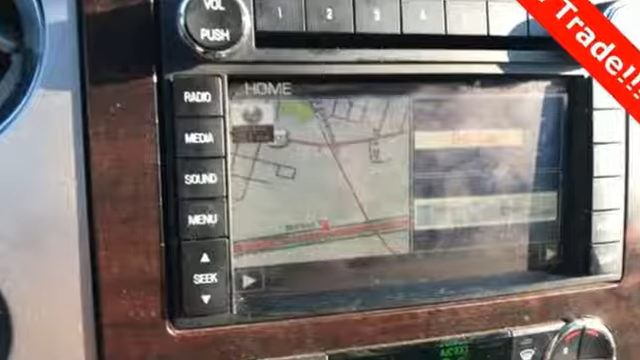 Trade!!!
VOL
PUSH
1 2 3 4
HOME
RADIO
MEDIA
SOUND
MENU
SEEK